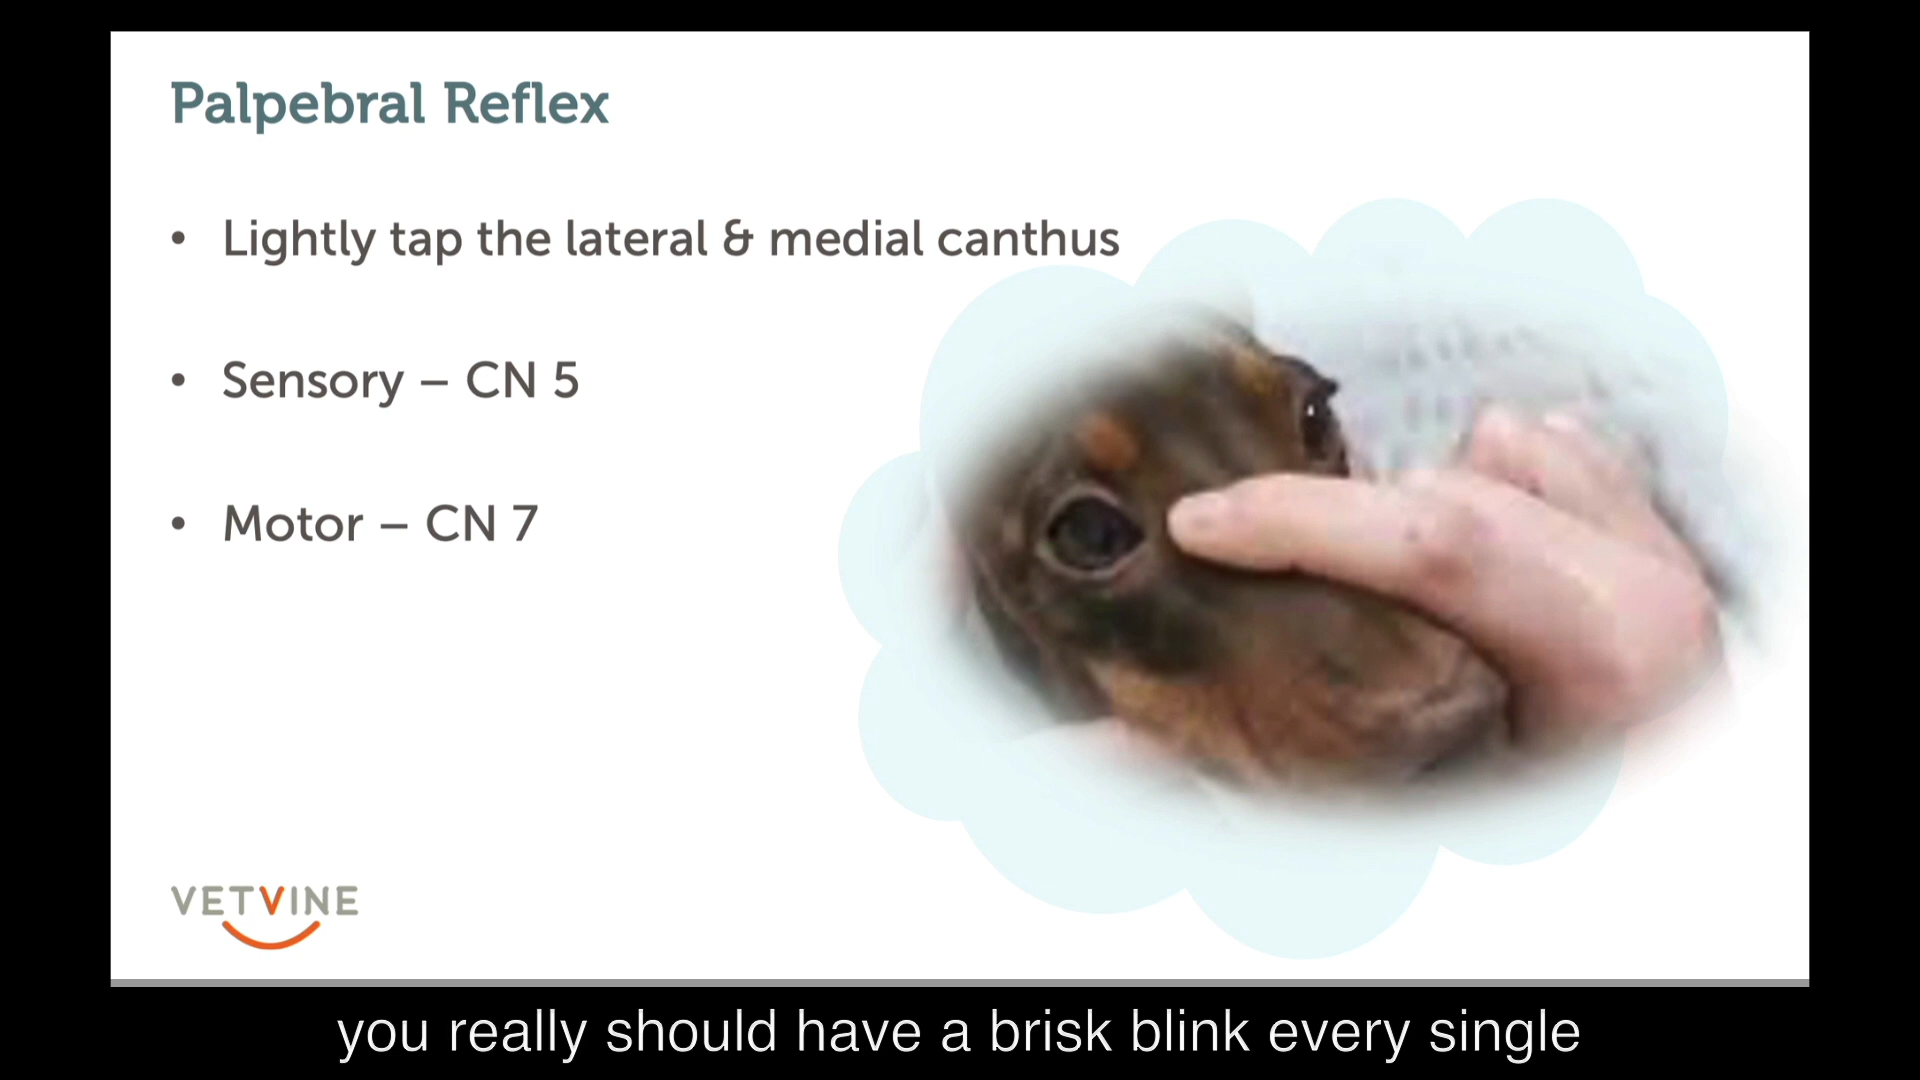 Palpebral Reflex
• Lightly tap the lateral & medial canthus
• Sensory – CN 5
• Motor – CN 7
VETVINE
you really should have a brisk blink every single